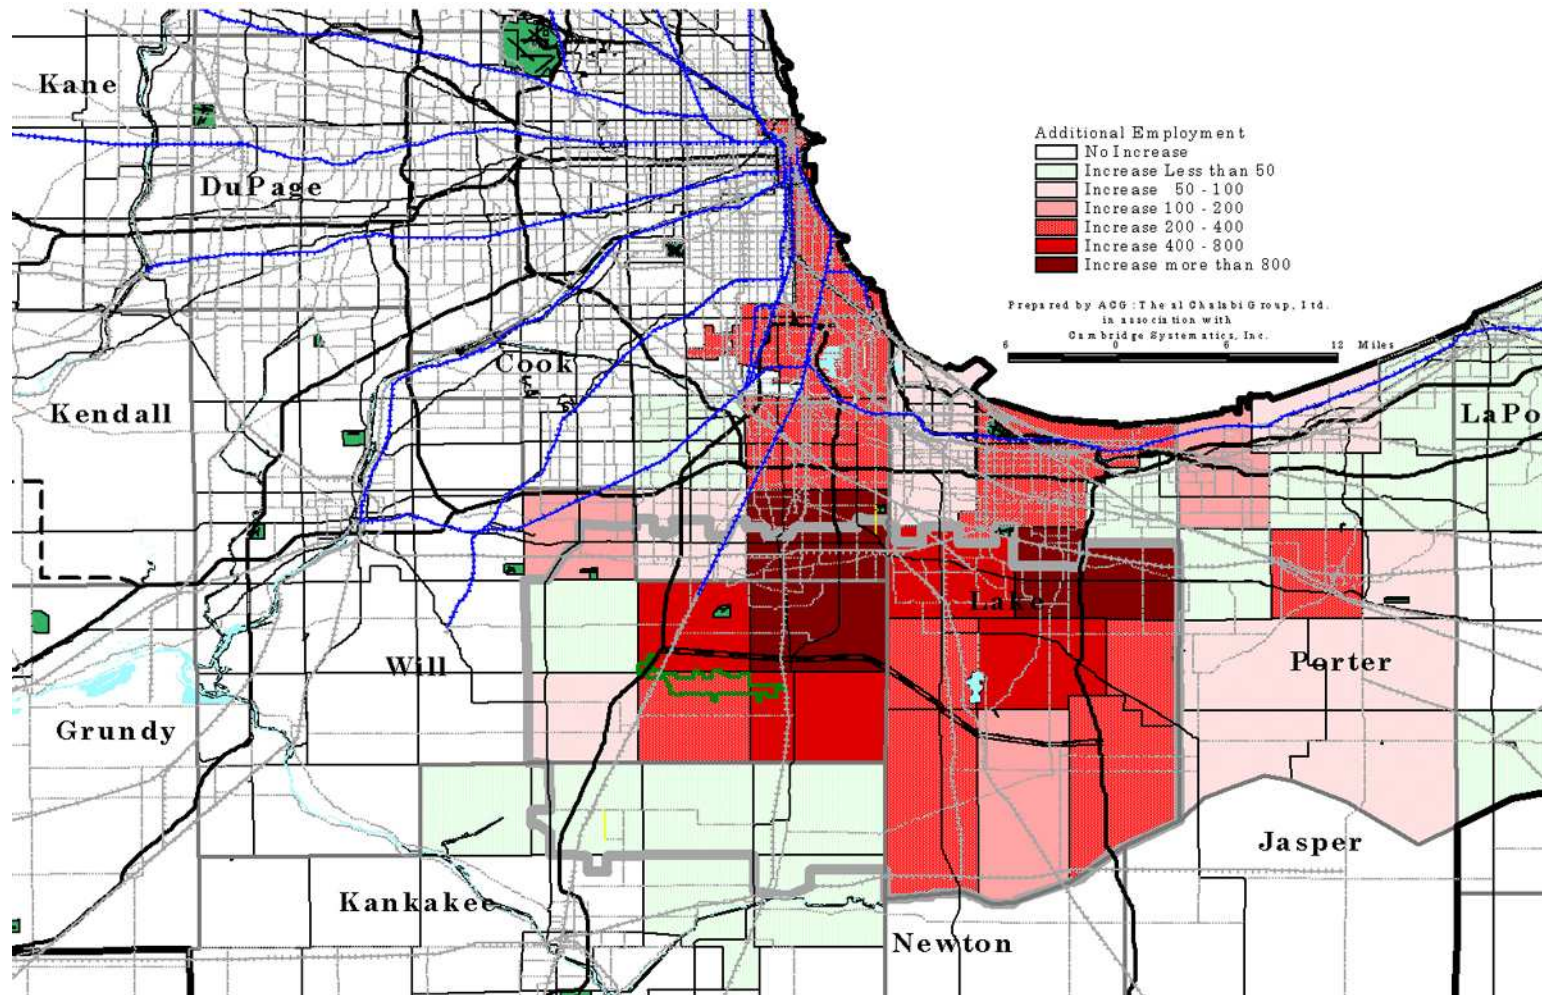 Kane
DuPage
Additional Employment
No Increase
Increase Less than 50
Increase 50 - 100
Increase 100 - 200
Increase 200 - 400
Increase 400 - 800
Increase more than 800
Prepared by ACG : The al Chalabi Group, Ltd.
in association with
Cambridge Systematics, Inc.
6 0 6 12 Miles
Cook
Kendall
LaPo
Lake
Will
Porter
Grundy
Jasper
Kankakee
Newton